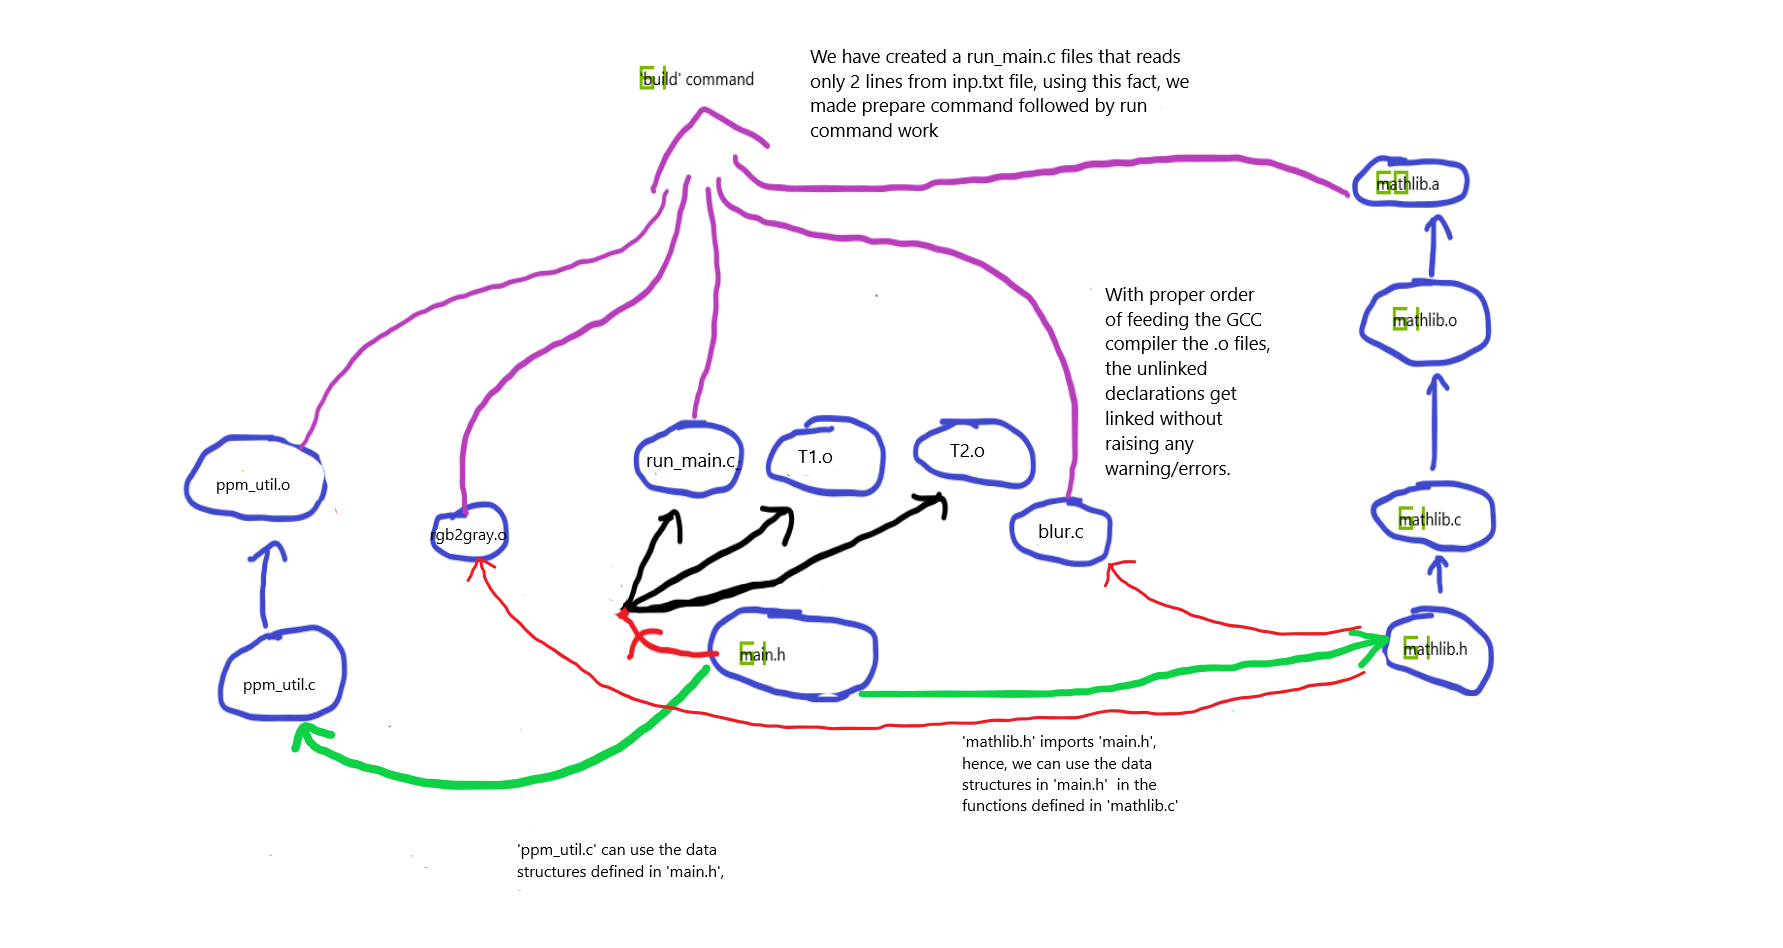 'build' command
We have created a run_main.c files that reads
only 2 lines from inp.txt file, using this fact, we
made prepare command followed by run
command work
mathlib.a
mathlib.o
With proper order
of feeding the GCC
compiler the .o files,
the unlinked
declarations get
linked without
raising any
warning/errors.
run_main.c
T1.o
T2.o
ppm_util.o
rgb2gray.o
blur.c
mathlib.c
main.h
mathlib.h
ppm_util.c
'mathlib.h' imports 'main.h',
hence, we can use the data
structures in 'main.h' in the
functions defined in 'mathlib.c'
'ppm_util.c' can use the data
structures defined in 'main.h',